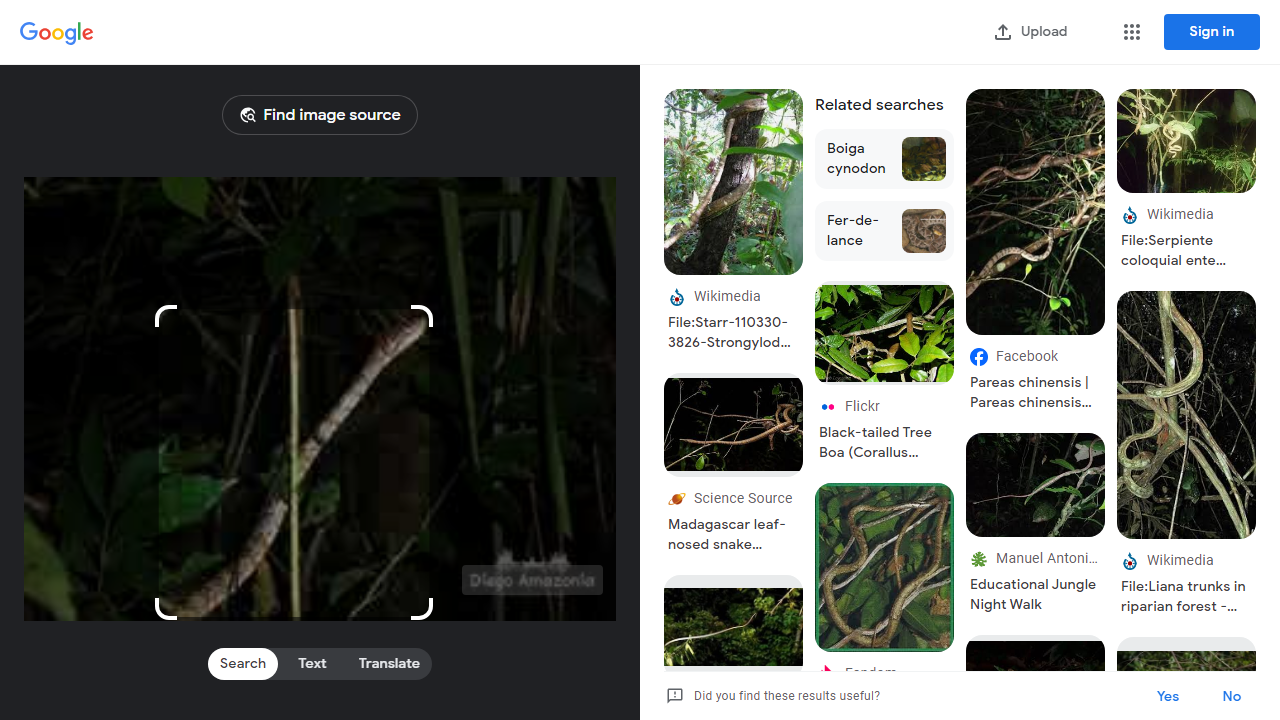 Google
Upload
Sign in
Find image source
Diego Amazonía
Search
Text
Translate
Wikimedia
File:Starr-110330-
3826-Strongylod...
Science Source
Madagascar leaf-
nosed snake...
Related searches
Boiga
cynodon
Fer-de-
lance
Flickr
Black-tailed Tree
Boa (Corallus...
Facebook
Pareas chinensis |
Pareas chinensis...
Manuel Antoni...
Educational Jungle
Night Walk
Wikimedia
File:Serpiente
coloquial ente...
Wikimedia
File:Liana trunks in
riparian forest -...
Did you find these results useful?
Yes
No